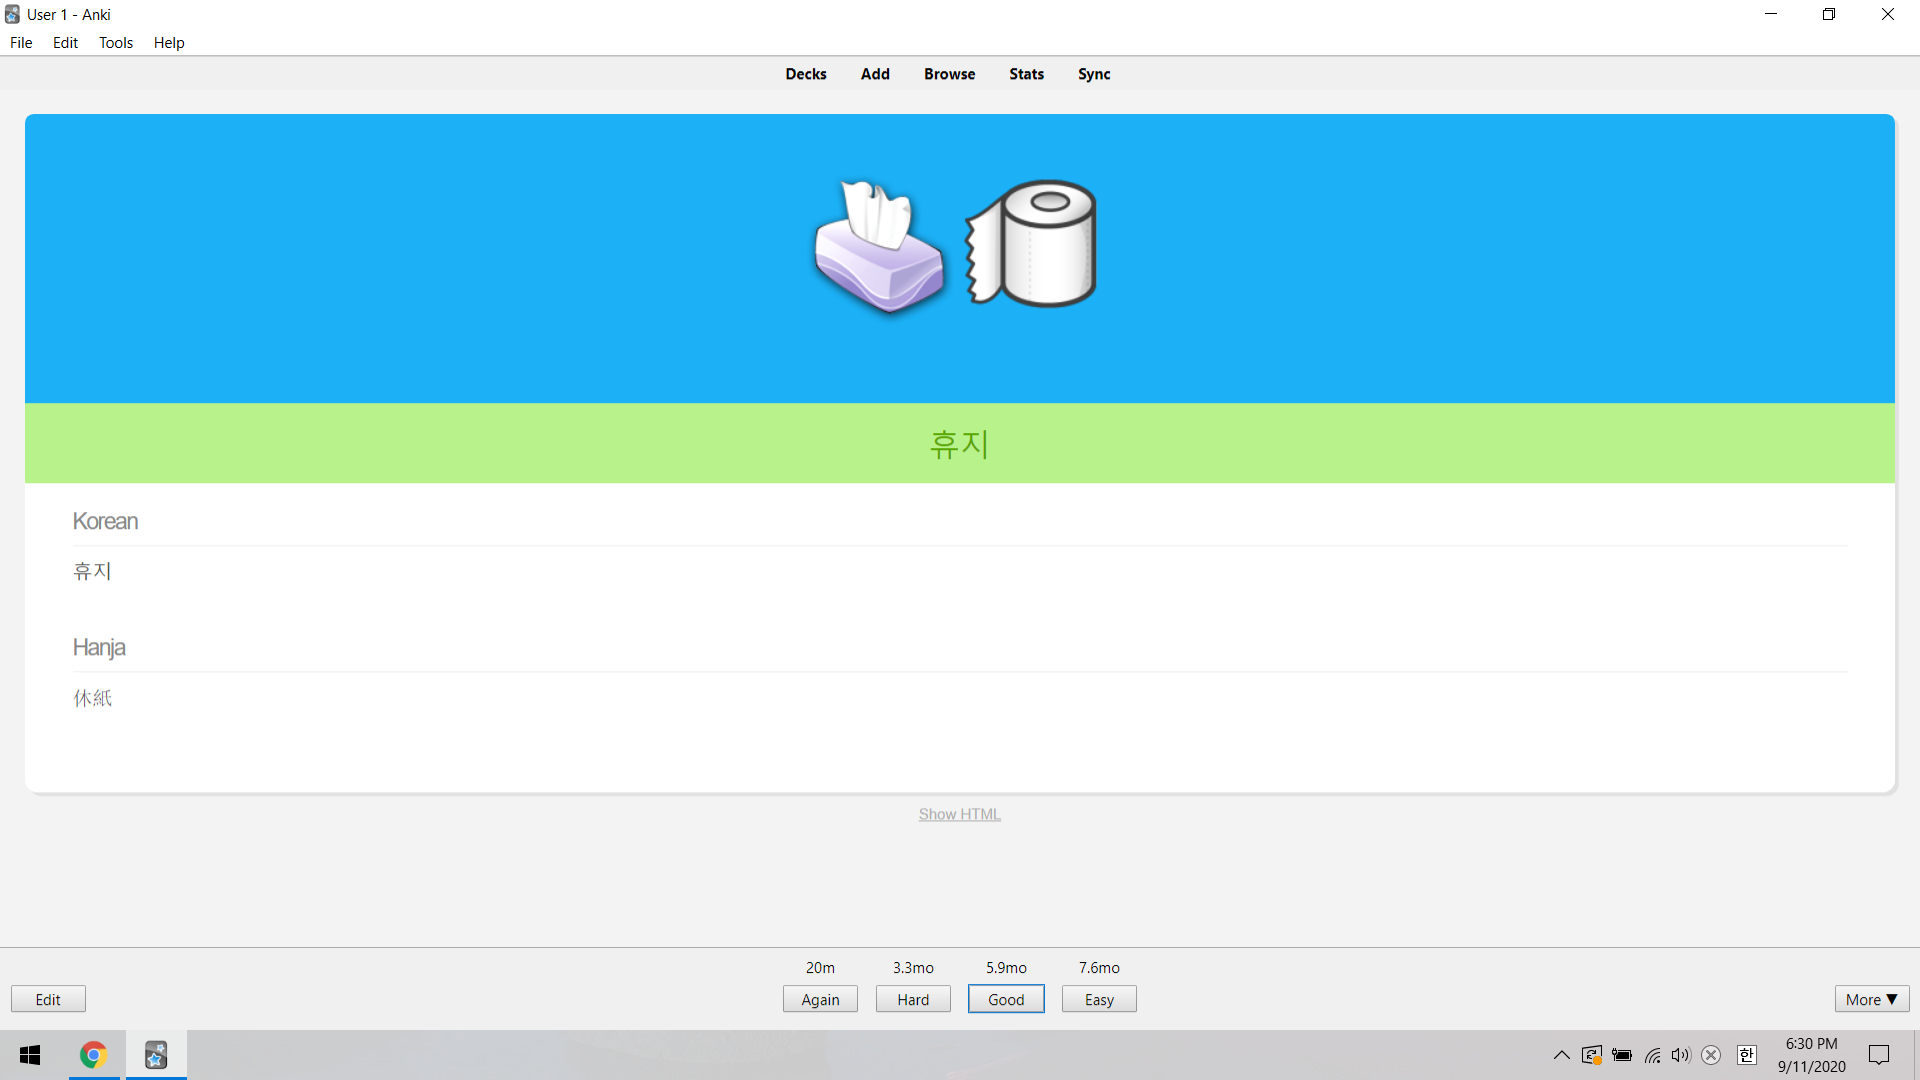 User 1 - Anki
File Edit Tools Help
Decks Add Browse Stats Sync
휴지
Korean
휴지
Hanja
休紙
Show HTML
20m 3.3mo 5.9mo 7.6mo
Edit Again Hard Good Easy More ▼
한
6:30 PM
9/11/2020